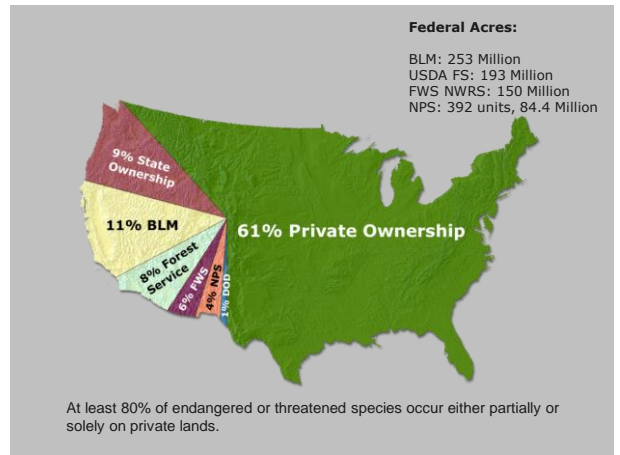 Federal Acres:
BLM: 253 Million
USDA FS: 193 Million
FWS NWRS: 150 Million
NPS: 392 units, 84.4 Million
9% State
Ownership
11% BLM
61% Private Ownership
8% Forest
Service
6% FWS
4% NPS
1% DOD
At least 80% of endangered or threatened species occur either partially or
solely on private lands.